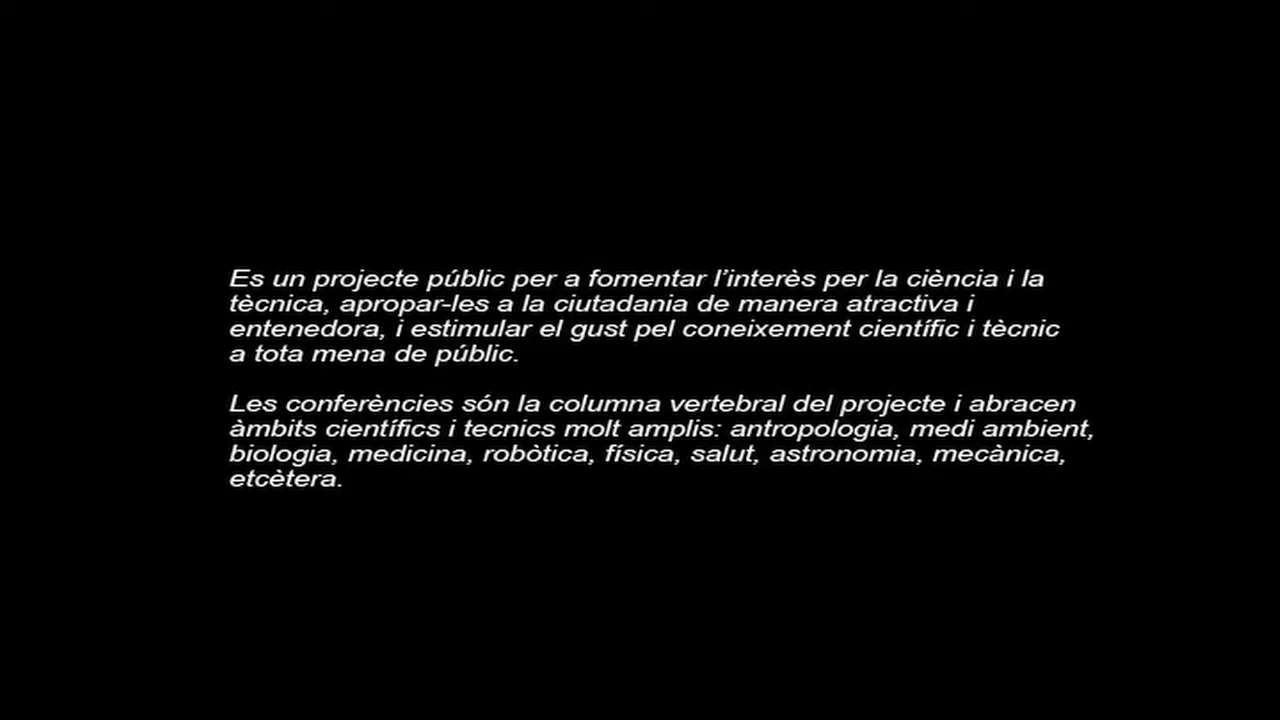 Es un projecte públic per a fomentar l’interès per la ciència i la
tècnica, apropar-les a la ciutadania de manera atractiva i
entenedora, i estimular el gust pel coneixement científic i tècnic
a tota mena de públic.
Les conferències són la columna vertebral del projecte i abracen
àmbits científics i tecnics molt amplis: antropologia, medi ambient,
biologia, medicina, robòtica, física, salut, astronomia, mecànica,
etcètera.